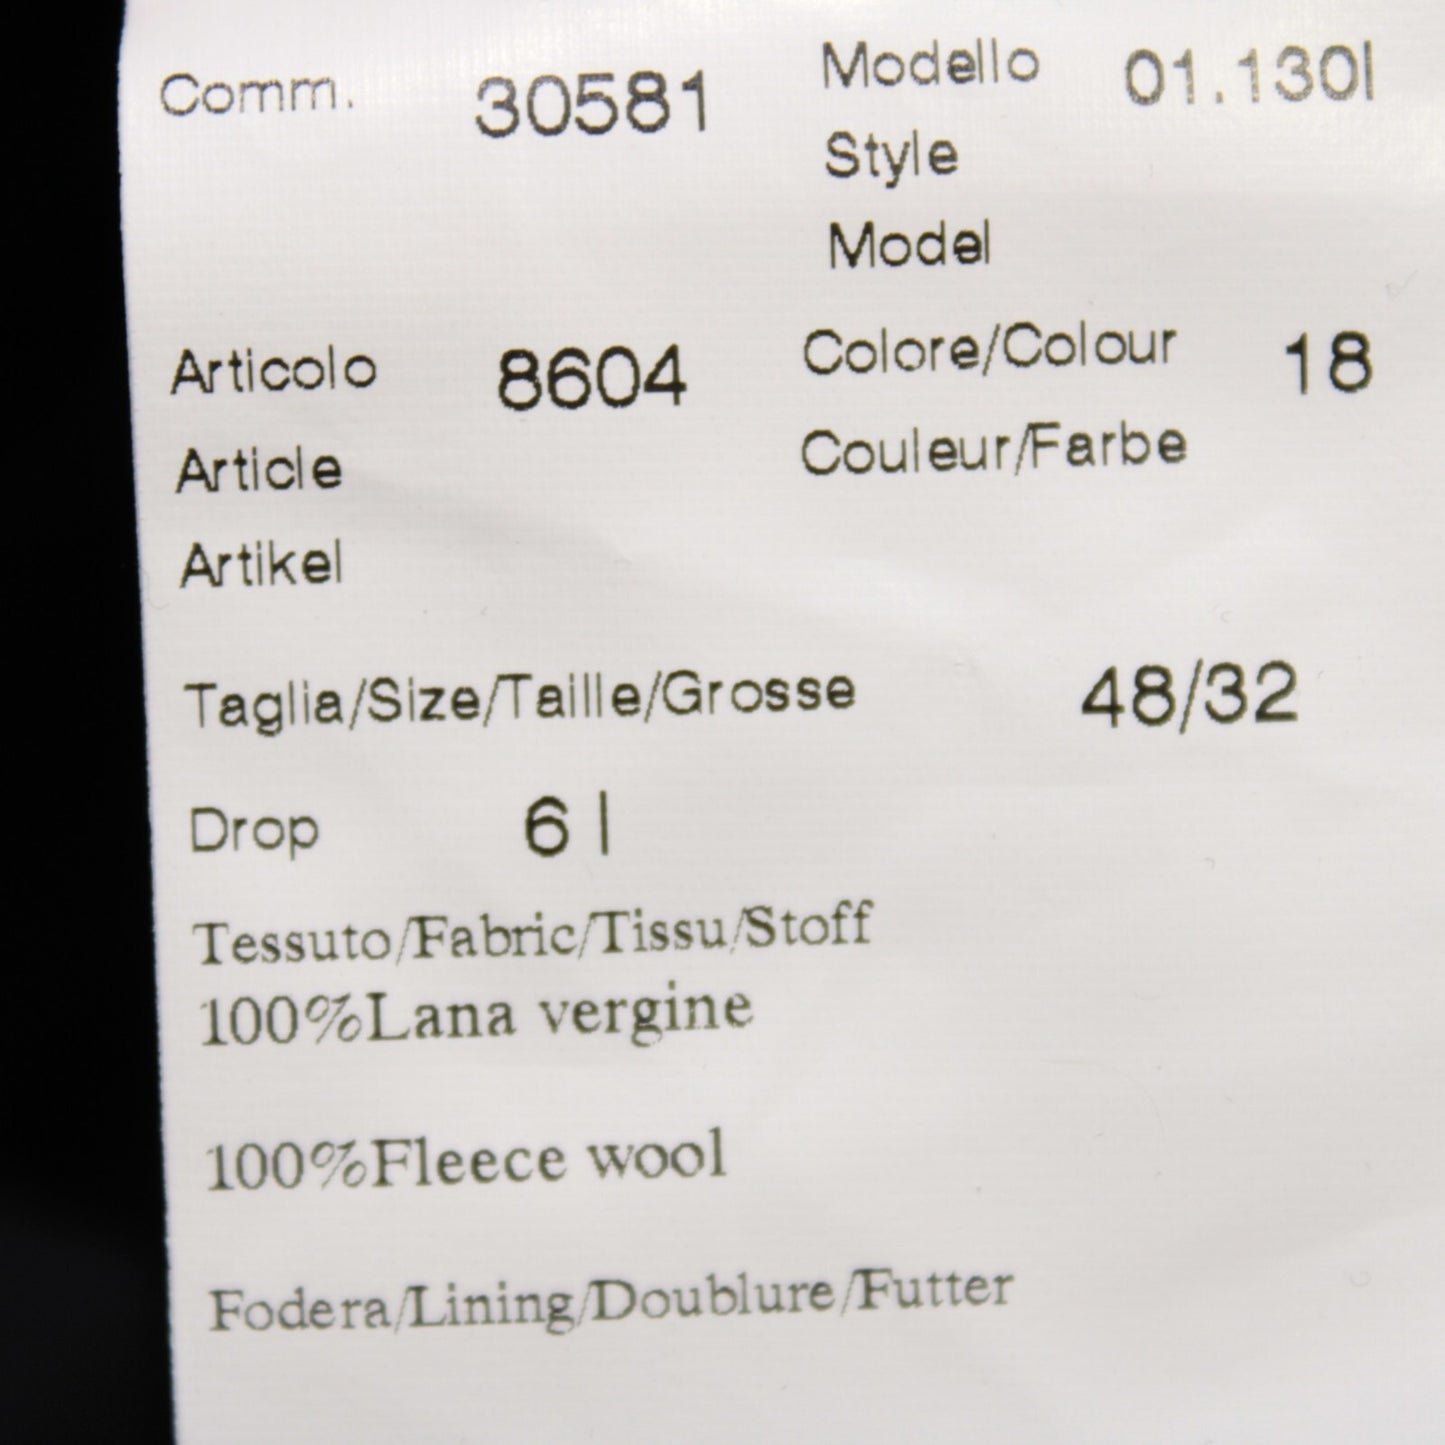 Comm. 30581 Modello 01.130l
Style
Model
Articolo 8604 Colore/Colour 18
Article Couleur/Farbe
Artikel
Taglia/Size/Taille/Grosse 48/32
Drop 6 l
Tessuto/Fabric/Tissu/Stoff
100%Lana vergine
100%Fleece wool
Fodera/Lining/Doublure/Futter